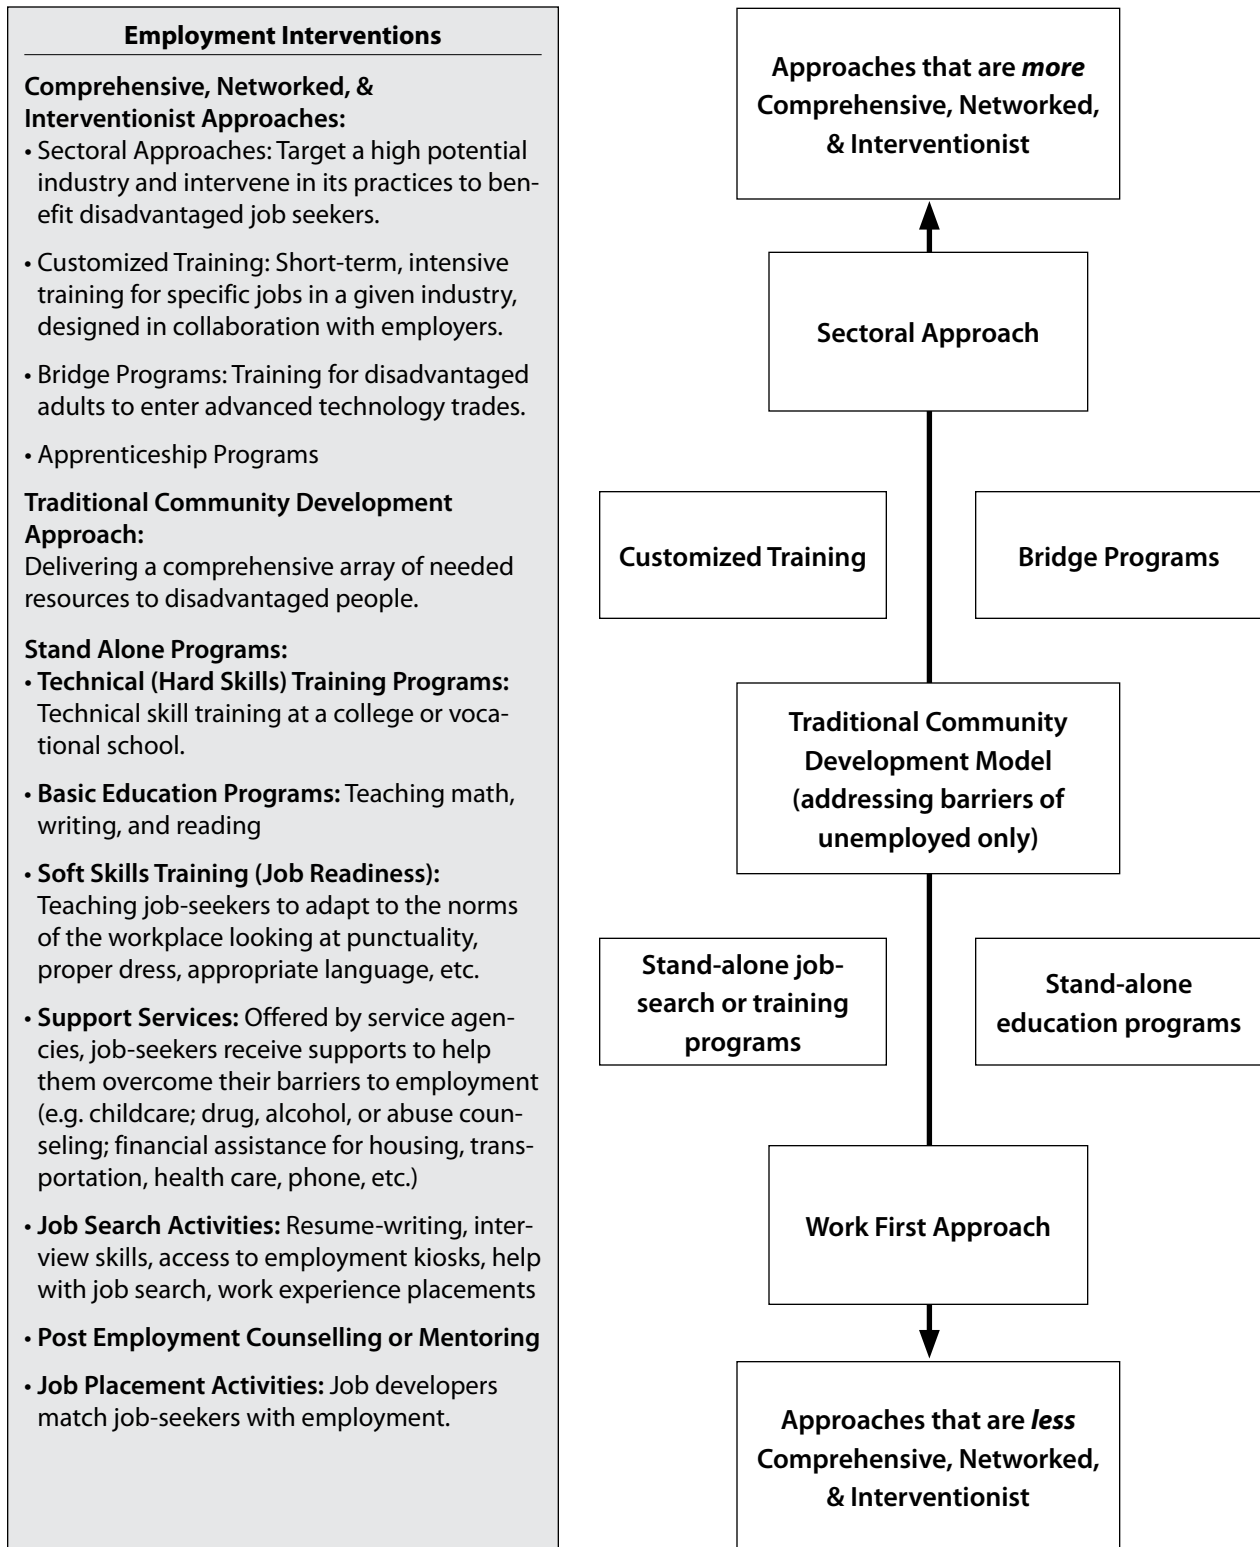 Employment Interventions
Comprehensive, Networked, &
Interventionist Approaches:
• Sectoral Approaches: Target a high potential
industry and intervene in its practices to ben-
efit disadvantaged job seekers.
• Customized Training: Short-term, intensive
training for specific jobs in a given industry,
designed in collaboration with employers.
• Bridge Programs: Training for disadvantaged
adults to enter advanced technology trades.
• Apprenticeship Programs
Traditional Community Development
Approach:
Delivering a comprehensive array of needed
resources to disadvantaged people.
Stand Alone Programs:
• Technical (Hard Skills) Training Programs:
Technical skill training at a college or voca-
tional school.
• Basic Education Programs: Teaching math,
writing, and reading
• Soft Skills Training (Job Readiness):
Teaching job-seekers to adapt to the norms
of the workplace looking at punctuality,
proper dress, appropriate language, etc.
• Support Services: Offered by service agen-
cies, job-seekers receive supports to help
them overcome their barriers to employment
(e.g. childcare; drug, alcohol, or abuse coun-
seling; financial assistance for housing, trans-
portation, health care, phone, etc.)
• Job Search Activities: Resume-writing, inter-
view skills, access to employment kiosks, help
with job search, work experience placements
• Post Employment Counselling or Mentoring
• Job Placement Activities: Job developers
match job-seekers with employment.
Approaches that are more
Comprehensive, Networked,
& Interventionist
Sectoral Approach
Customized Training
Bridge Programs
Traditional Community
Development Model
(addressing barriers of
unemployed only)
Stand-alone job-
search or training
programs
Stand-alone
education programs
Work First Approach
Approaches that are less
Comprehensive, Networked,
& Interventionist